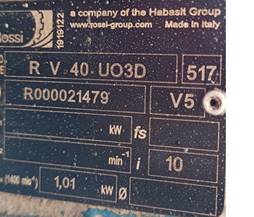 a company of the Habasit Group
www.rossi-group.com Made in Italy
1919122
R V 40 UO3D 517
R000021479 V5
kW fs
min⁻¹ i 10
(1400 min⁻¹) 1,01 kW Ø